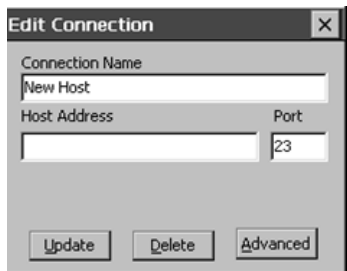 Edit Connection
Connection Name
New Host
Host Address Port
23
Update Delete Advanced